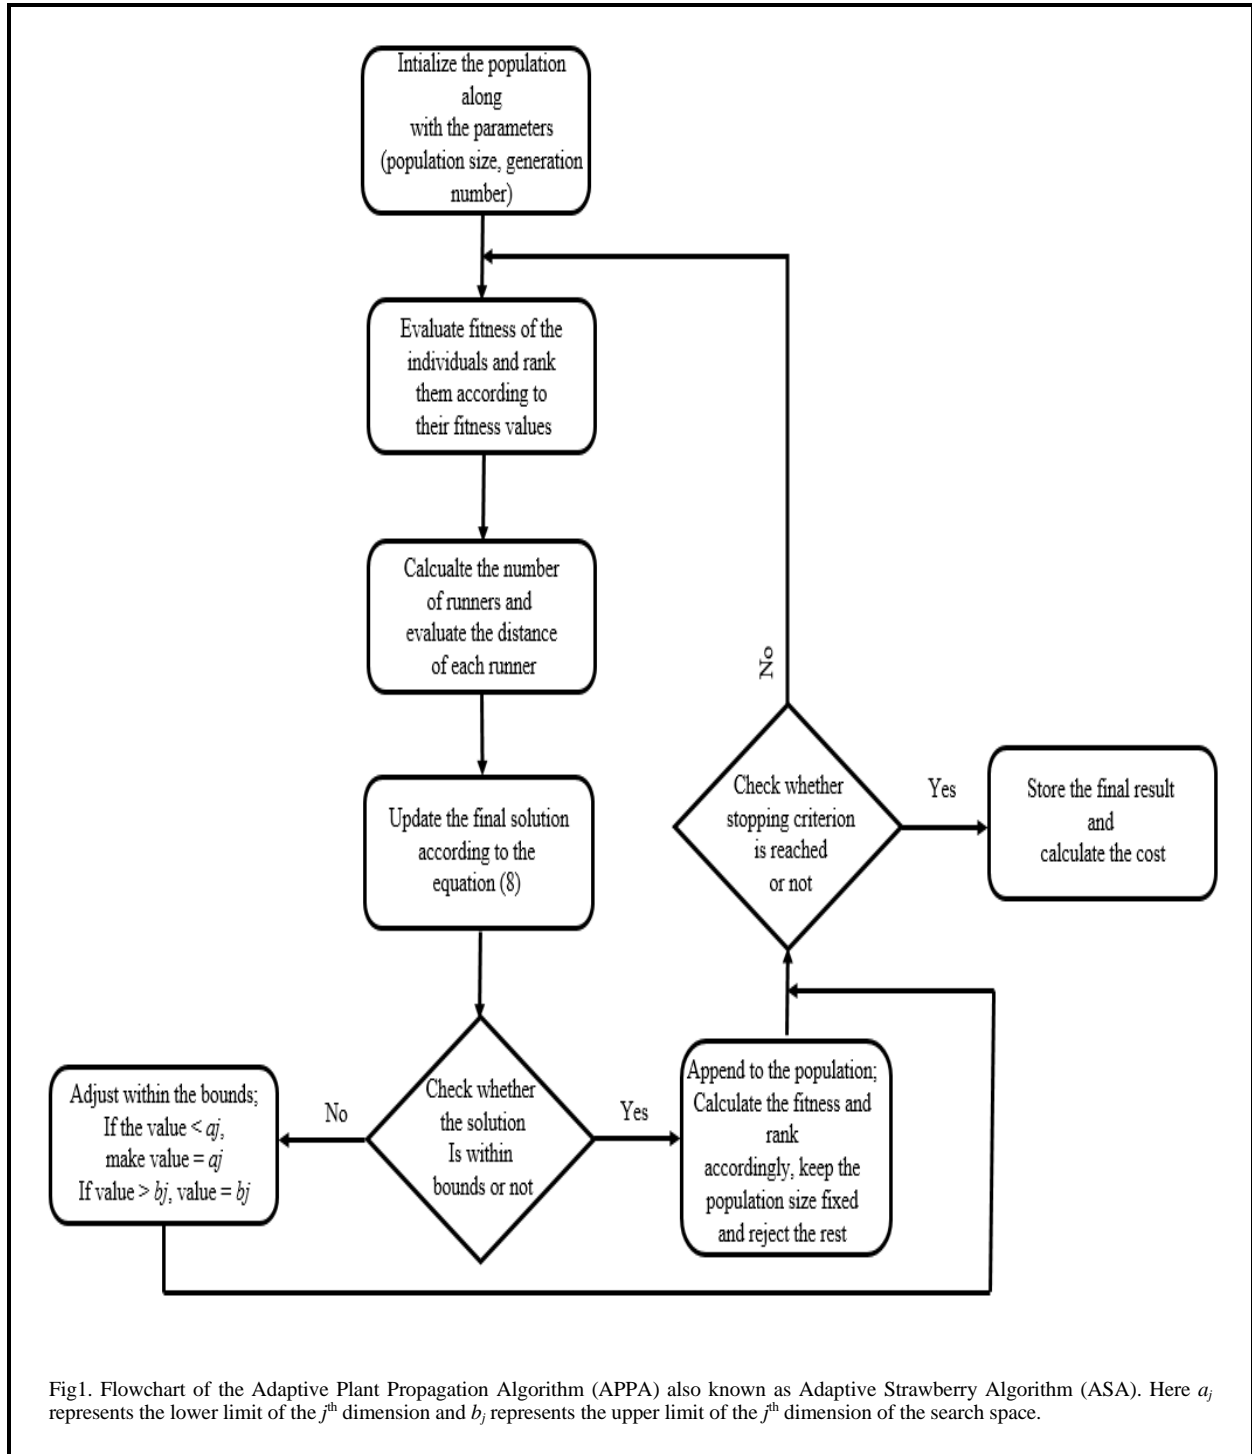 Intialize the population
along
with the parameters
(population size, generation
number)
Evaluate fitness of the
individuals and rank
them according to
their fitness values
Calcualte the number
of runners and
evaluate the distance
of each runner
Update the final solution
according to the
equation (8)
Check whether
the solution
Is within
bounds or not
No
Adjust within the bounds;
If the value < aj,
make value = aj
If value > bj, value = bj
Yes
Append to the population;
Calculate the fitness and
rank
accordingly, keep the
population size fixed
and reject the rest
Check whether
stopping criterion
is reached
or not
No
Yes
Store the final result
and
calculate the cost
Fig1. Flowchart of the Adaptive Plant Propagation Algorithm (APPA) also known as Adaptive Strawberry Algorithm (ASA). Here aj
represents the lower limit of the jth dimension and bj represents the upper limit of the jth dimension of the search space.